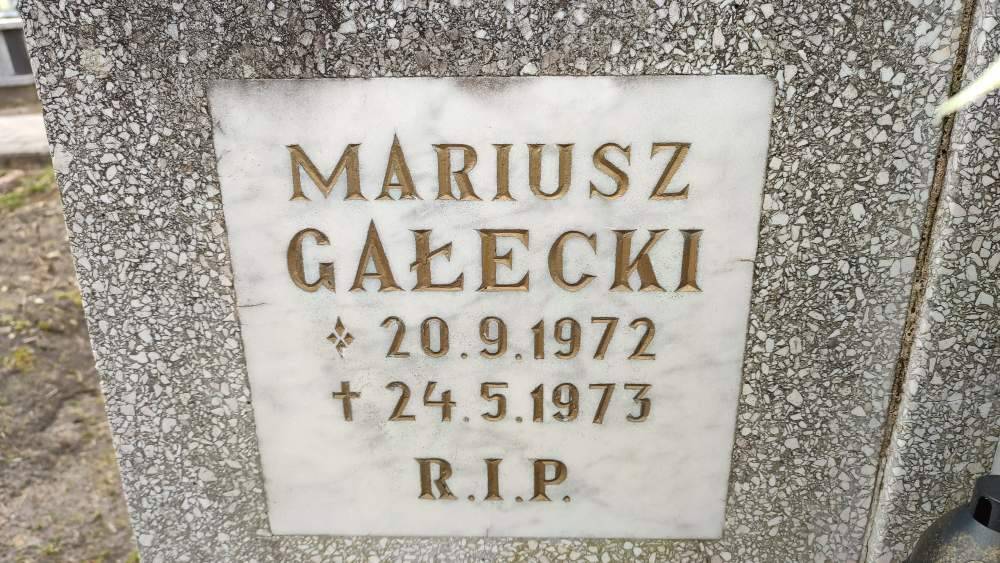 MARIUSZ
GAŁECKI
✧ 20.9.1972
✝ 24.5.1973
R.I.P.